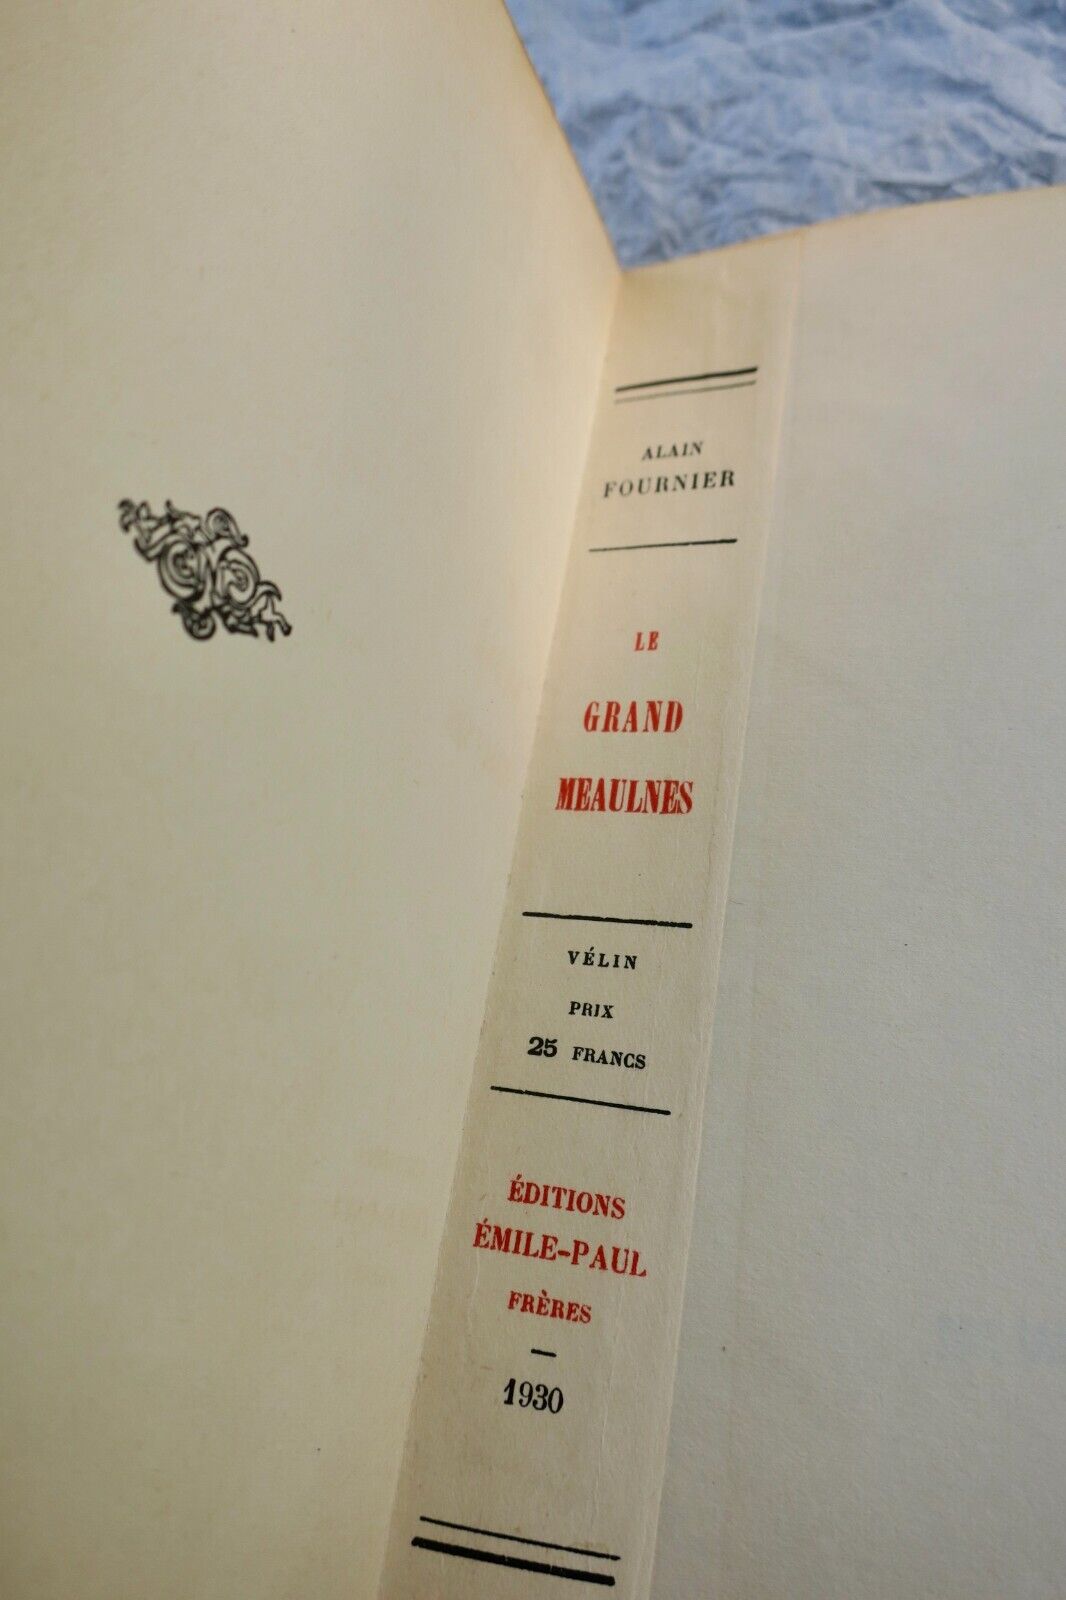 ALAIN
FOURNIER
LE
GRAND
MEAULNES
VÉLIN
PRIX
25 FRANCS
ÉDITIONS
ÉMILE-PAUL
FRÈRES
—
1930